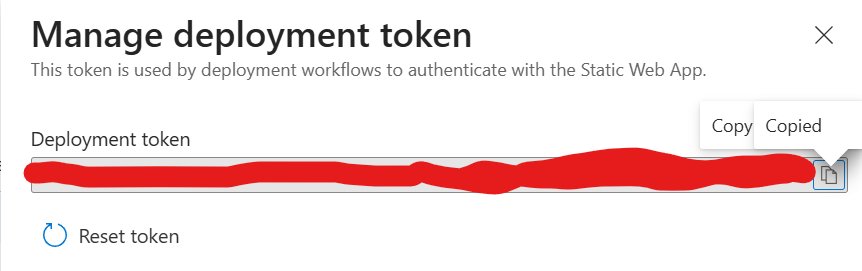 Manage deployment token
This token is used by deployment workflows to authenticate with the Static Web App.
Copy
Copied
Deployment token
Reset token